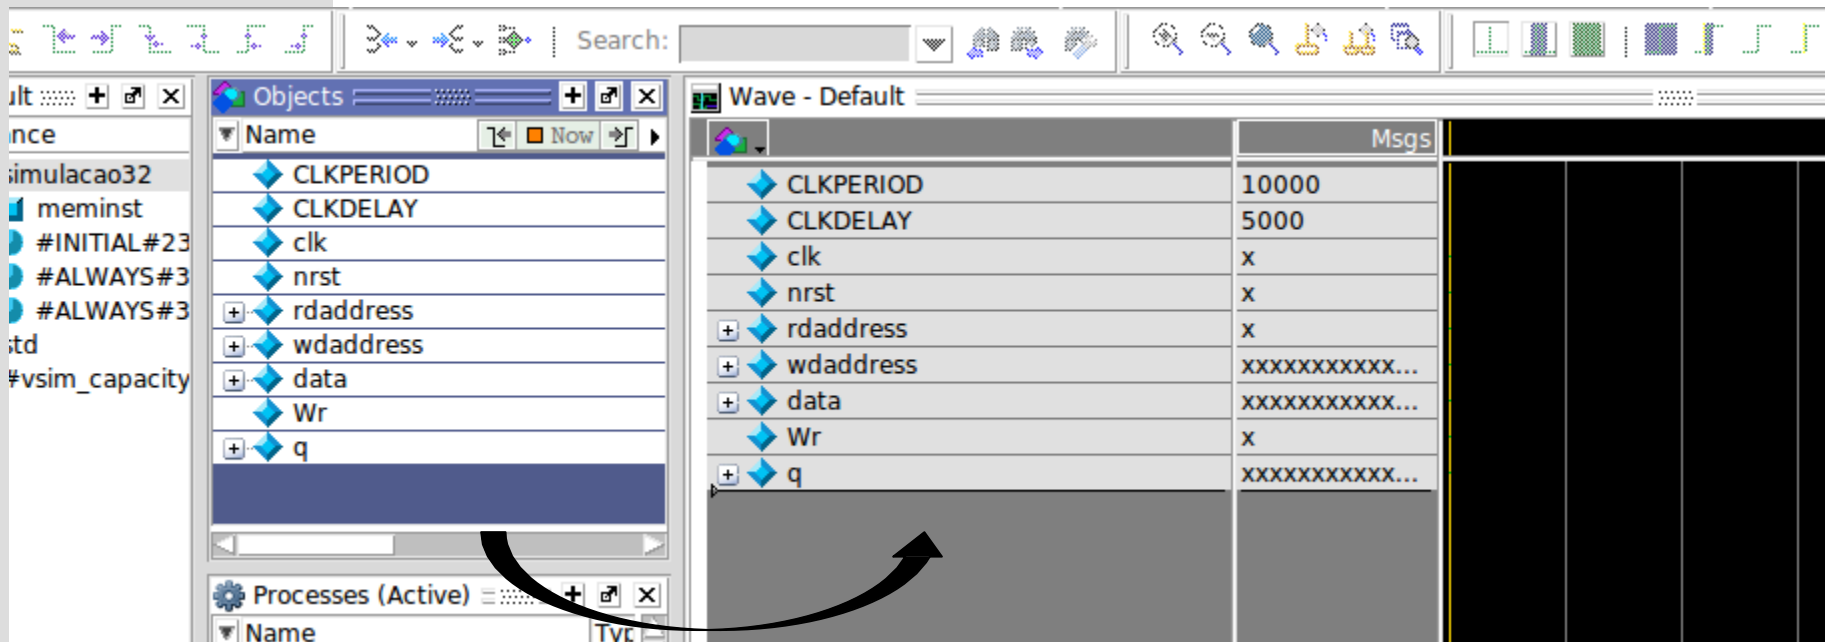 Search:
ult
Objects
Wave - Default
ance
Name
Now
Msgs
simulacao32
meminst
#INITIAL#23
#ALWAYS#3
#ALWAYS#3
std
#vsim_capacity
CLKPERIOD
CLKDELAY
clk
nrst
rdaddress
wdaddress
data
Wr
q
CLKPERIOD 10000
CLKDELAY 5000
clk x
nrst x
rdaddress x
wdaddress xxxxxxxxxxx...
data xxxxxxxxxxx...
Wr x
q xxxxxxxxxxx...
Processes (Active)
Name
Typ